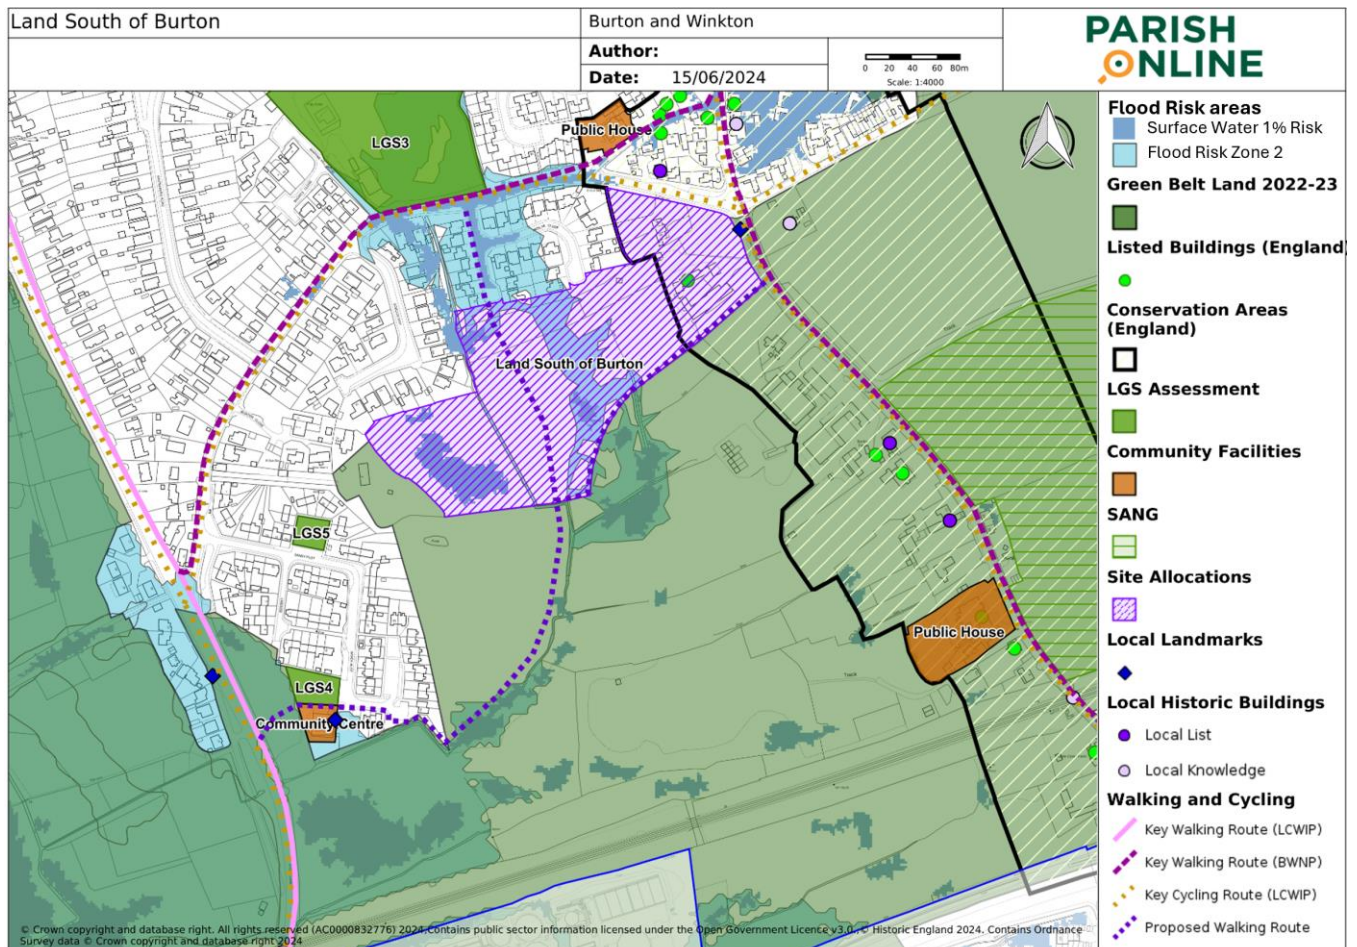 Land South of Burton
Burton and Winkton
Author:
Date: 15/06/2024
0 20 40 60 80m
Scale: 1:4000
PARISH
ONLINE
LGS3
Public House
Land South of Burton
LGS5
Public House
LGS4
Community Centre
Flood Risk areas
Surface Water 1% Risk
Flood Risk Zone 2
Green Belt Land 2022-23
Listed Buildings (England)
Conservation Areas
(England)
LGS Assessment
Community Facilities
SANG
Site Allocations
Local Landmarks
Local Historic Buildings
Local List
Local Knowledge
Walking and Cycling
Key Walking Route (LCWIP)
Key Walking Route (BWNP)
Key Cycling Route (LCWIP)
Proposed Walking Route
© Crown copyright and database right. All rights reserved (AC0000832776) 2024,Contains public sector information licensed under the Open Government Licence v3.0.,© Historic England 2024. Contains Ordnance
Survey data © Crown copyright and database right 2024